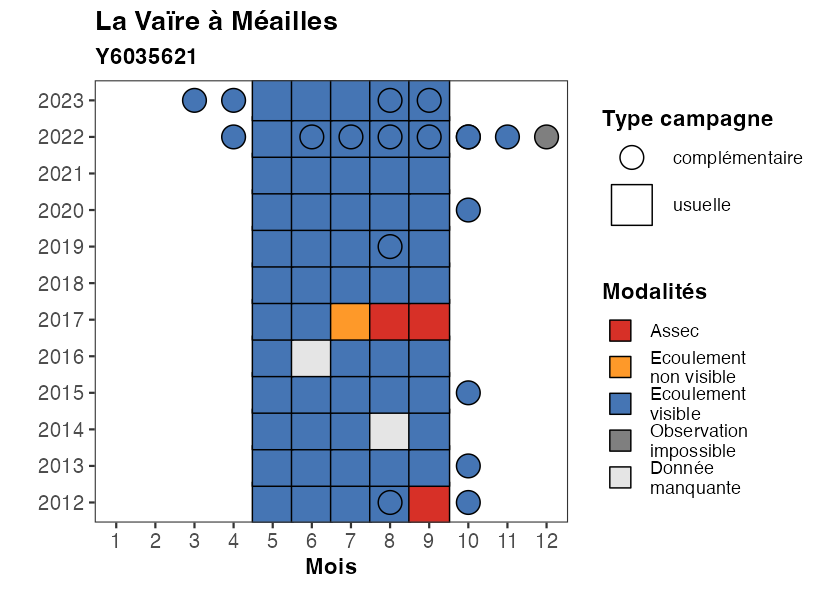 La Vaïre à Méailles
Y6035621
2023
2022
2021
2020
2019
2018
2017
2016
2015
2014
2013
2012
1 2 3 4 5 6 7 8 9 10 11 12
Mois
Type campagne
complémentaire
usuelle
Modalités
Assec
Ecoulement
non visible
Ecoulement
visible
Observation
impossible
Donnée
manquante